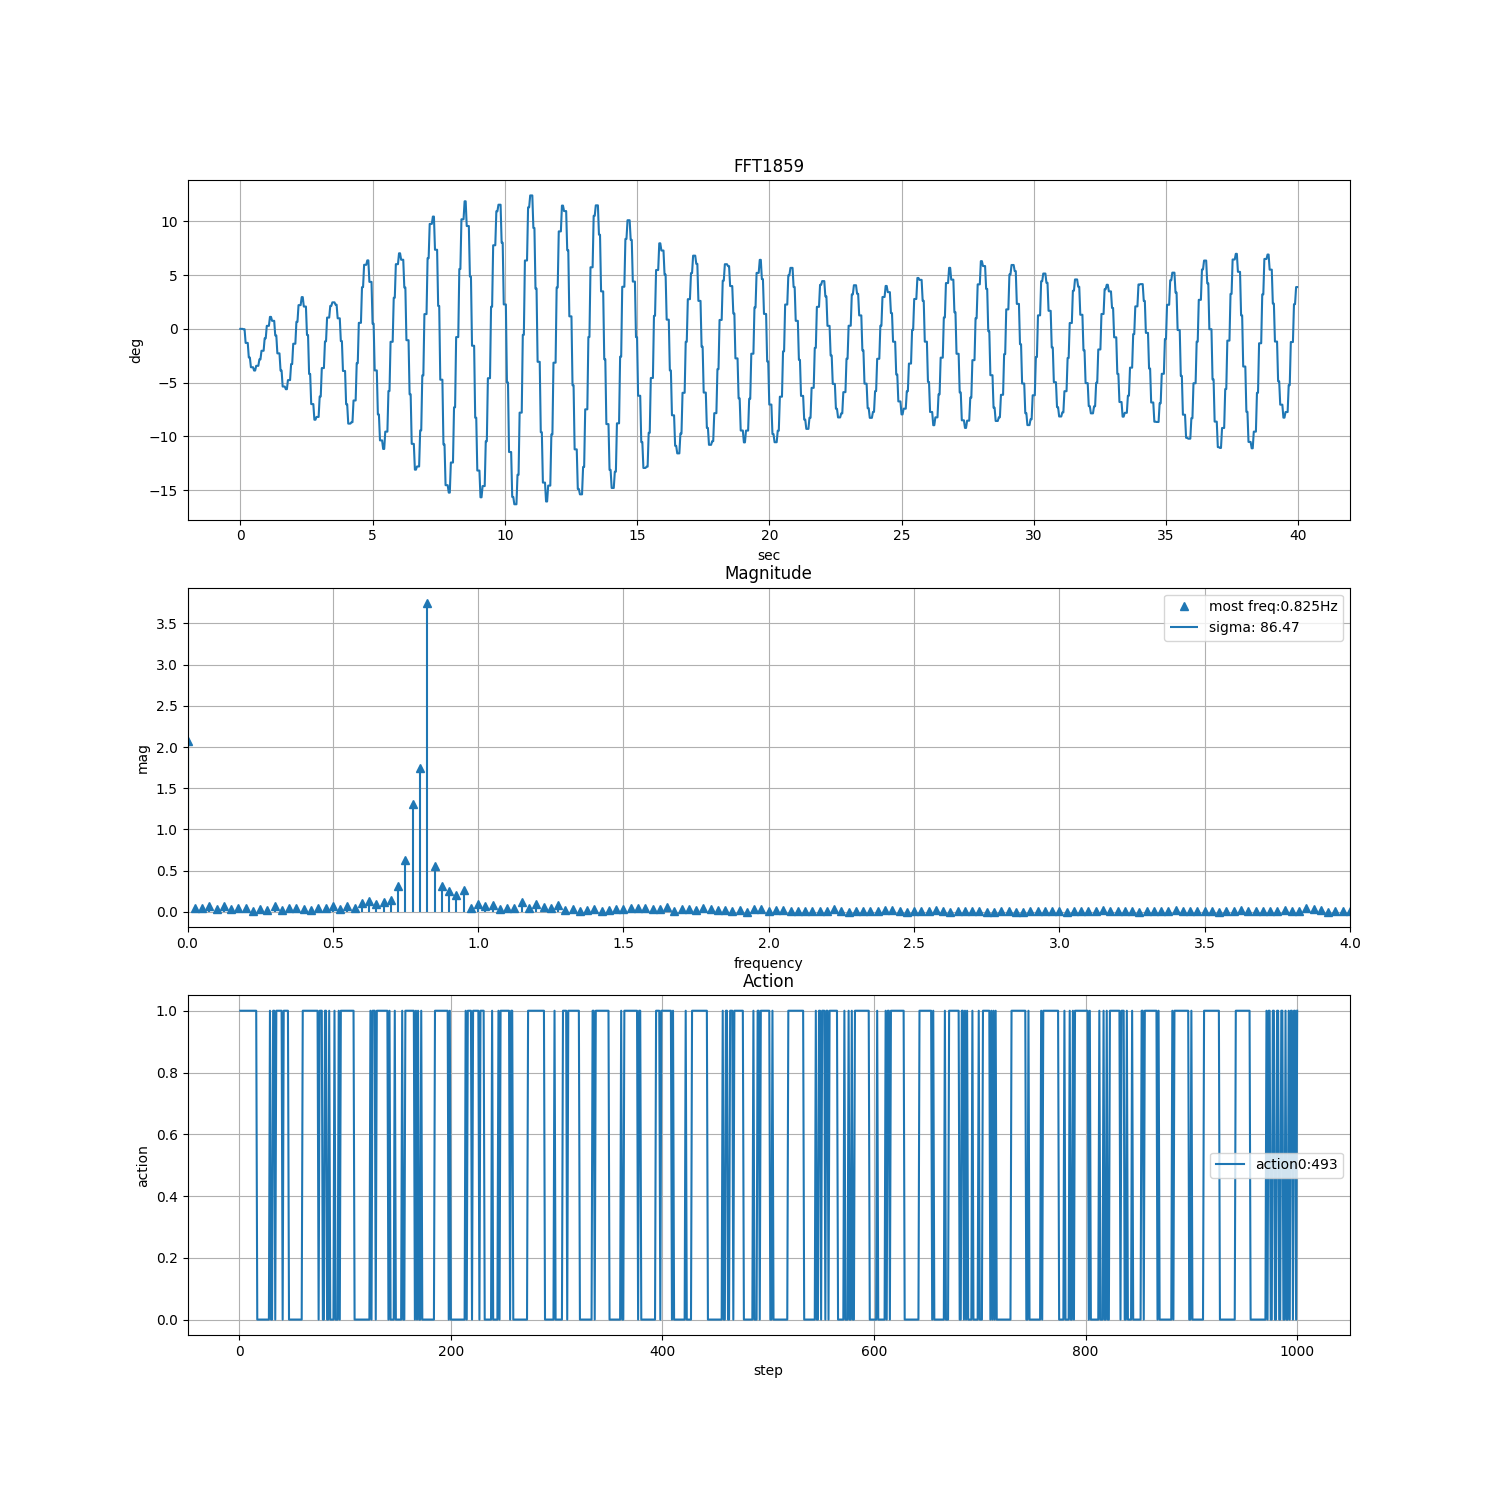 FFT1859
10
5
0
−5
−10
−15
deg
0 5 10 15 20 25 30 35 40
sec
Magnitude
most freq:0.825Hz
sigma: 86.47
3.5
3.0
2.5
2.0
1.5
1.0
0.5
0.0
mag
0.0 0.5 1.0 1.5 2.0 2.5 3.0 3.5 4.0
frequency
Action
1.0
0.8
0.6
0.4
0.2
0.0
action
action0:493
0 200 400 600 800 1000
step